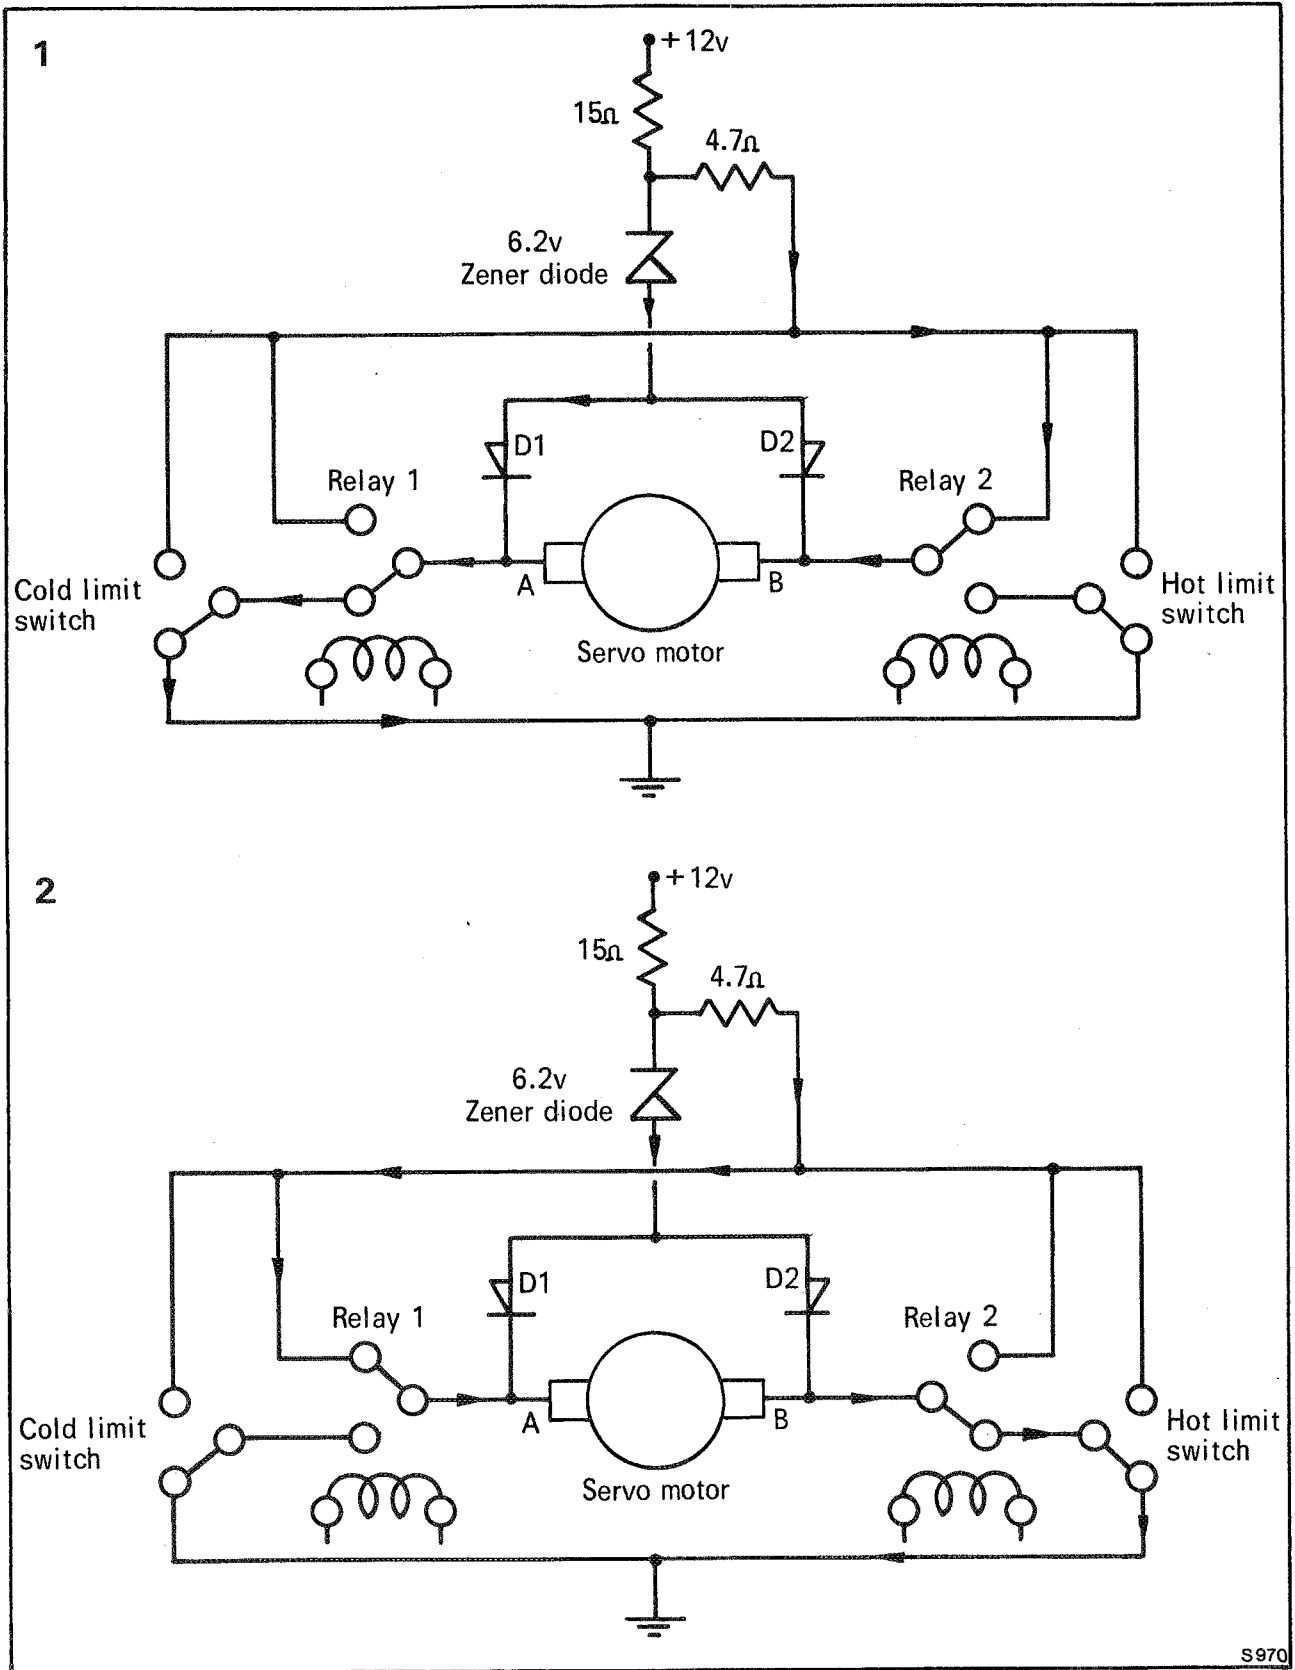 1
+12v
15Ω
4.7Ω
6.2v
Zener diode
D1
D2
Relay 1
Relay 2
A
B
Cold limit
switch
Hot limit
switch
Servo motor
2
+12v
15Ω
4.7Ω
6.2v
Zener diode
D1
D2
Relay 1
Relay 2
A
B
Cold limit
switch
Hot limit
switch
Servo motor
S970